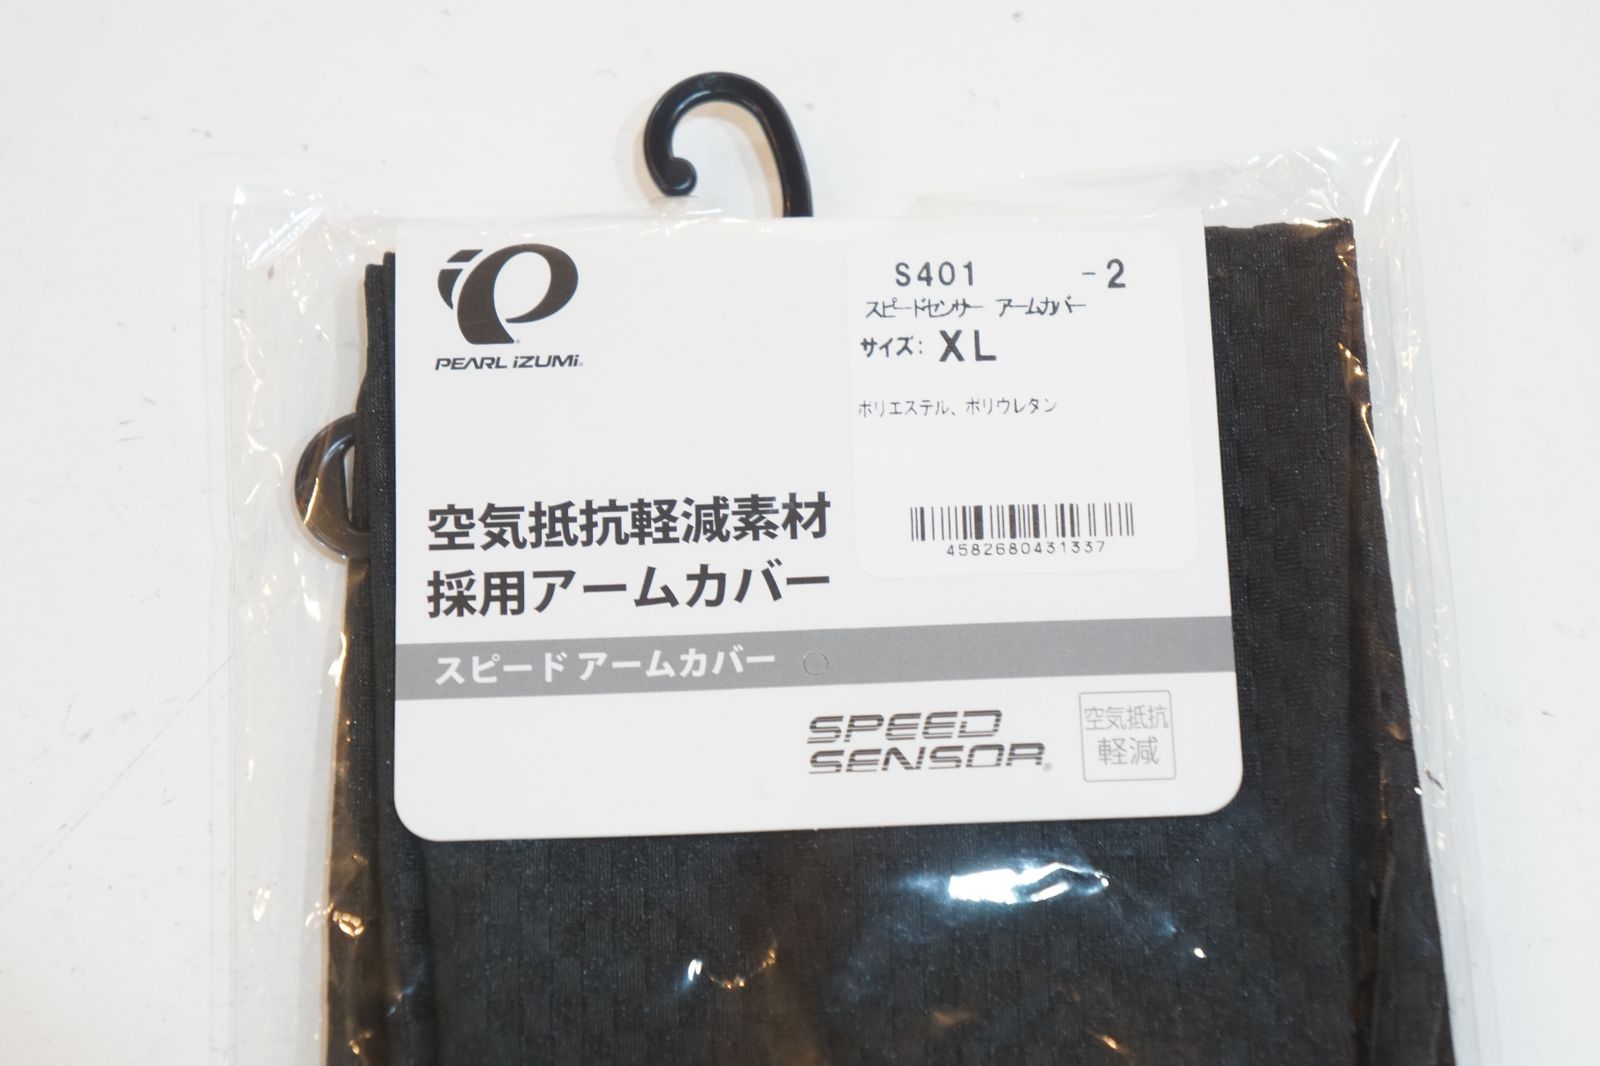 PEARL iZUMi
S401 -2
スピードセンサー アームカバー
サイズ: XL
ポリエステル、ポリウレタン
4582680431337
空気抵抗軽減素材
採用アームカバー
スピード アームカバー
SPEED
SENSOR®
空気抵抗
軽減